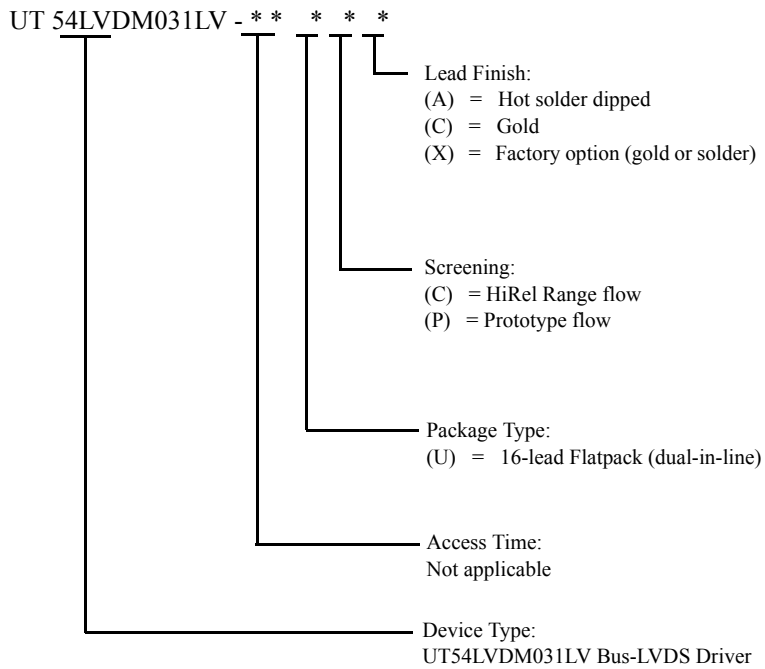 UT 54LVDM031LV - * * * * *
Lead Finish:
(A) = Hot solder dipped
(C) = Gold
(X) = Factory option (gold or solder)
Screening:
(C) = HiRel Range flow
(P) = Prototype flow
Package Type:
(U) = 16-lead Flatpack (dual-in-line)
Access Time:
Not applicable
Device Type:
UT54LVDM031LV Bus-LVDS Driver